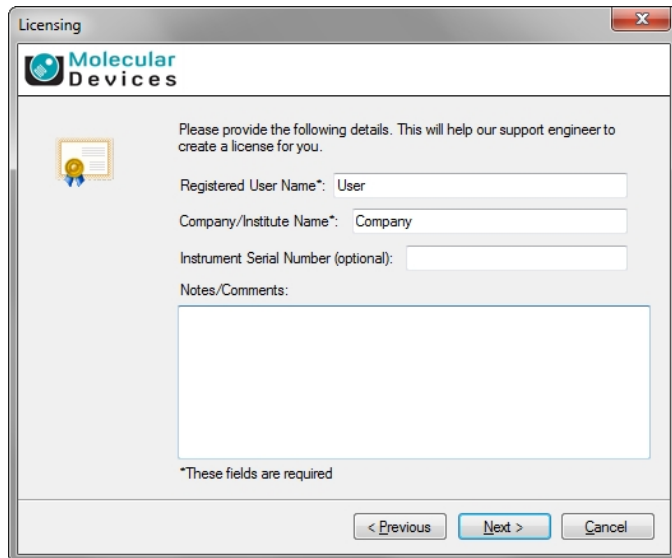 Licensing
Molecular
Devices
Please provide the following details. This will help our support engineer to
create a license for you.
Registered User Name*: User
Company/Institute Name*: Company
Instrument Serial Number (optional):
Notes/Comments:
*These fields are required
< Previous Next > Cancel